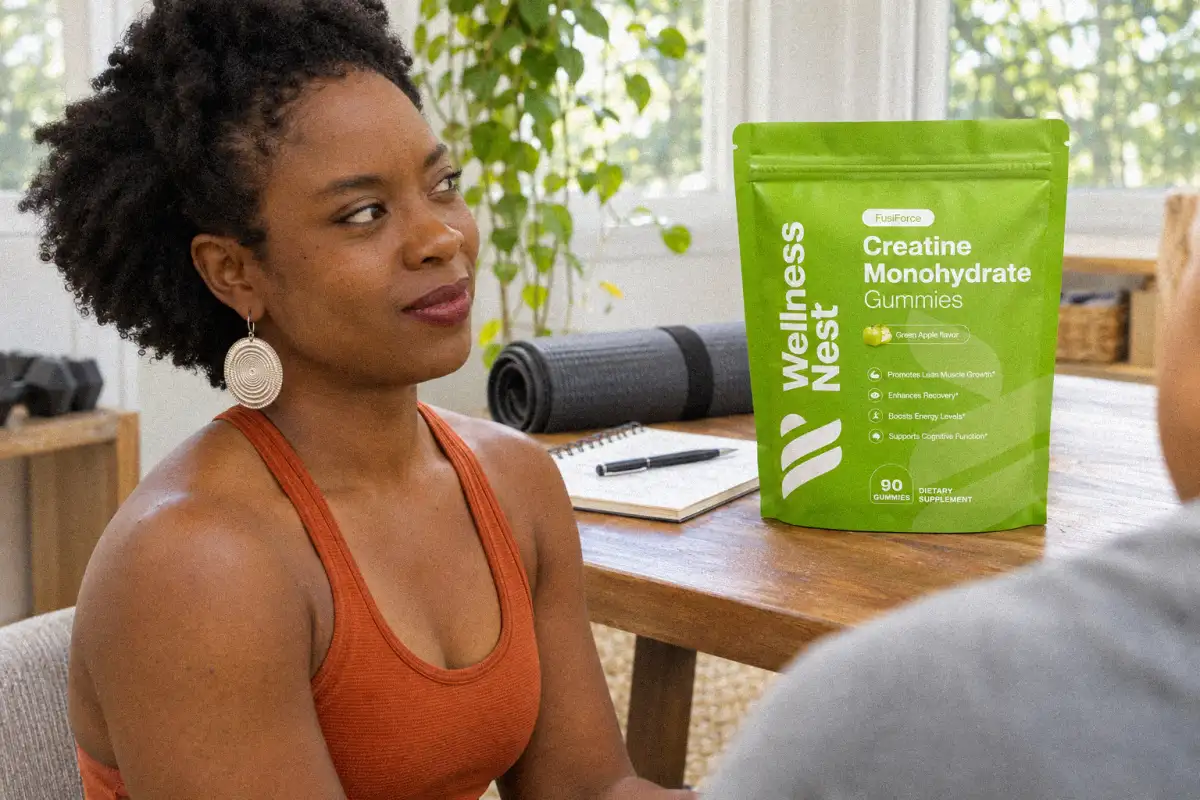 Wellness
Nest
FusiForce
Creatine
Monohydrate
Gummies
Green Apple flavor
Promotes Lean Muscle Growth*
Enhances Recovery*
Boosts Energy Levels*
Supports Cognitive Function*
90
GUMMIES
DIETARY
SUPPLEMENT